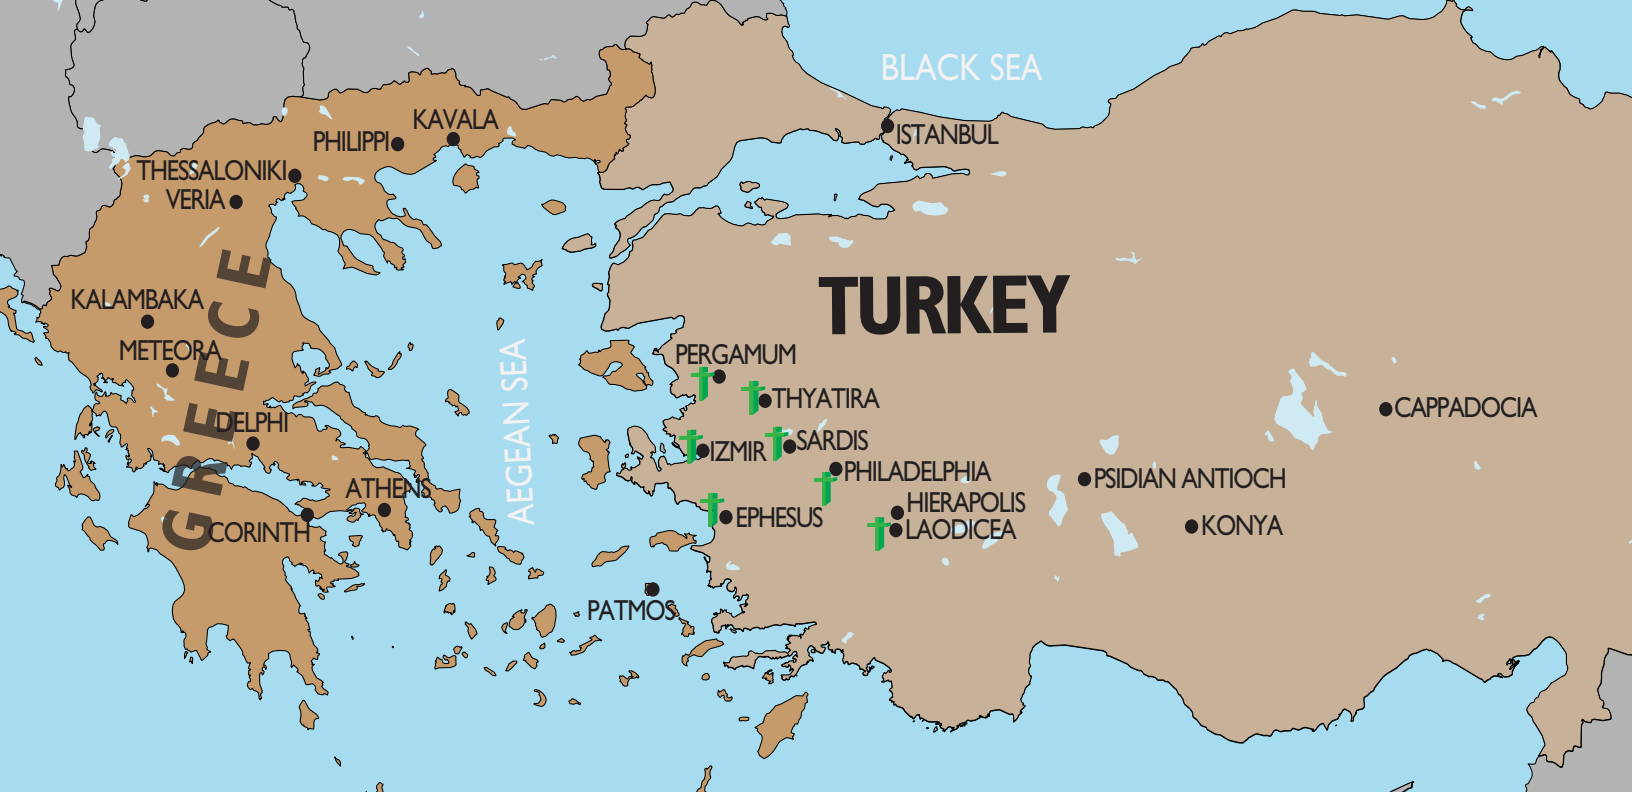 BLACK SEA
KAVALA
PHILIPPI
ISTANBUL
THESSALONIKI
VERIA
GREECE
TURKEY
KALAMBAKA
METEORA
AEGEAN SEA
PERGAMUM
THYATIRA
CAPPADOCIA
DELPHI
IZMIR
SARDIS
PHILADELPHIA
PSIDIAN ANTIOCH
ATHENS
HIERAPOLIS
CORINTH
EPHESUS
LAODICEA
KONYA
PATMOS